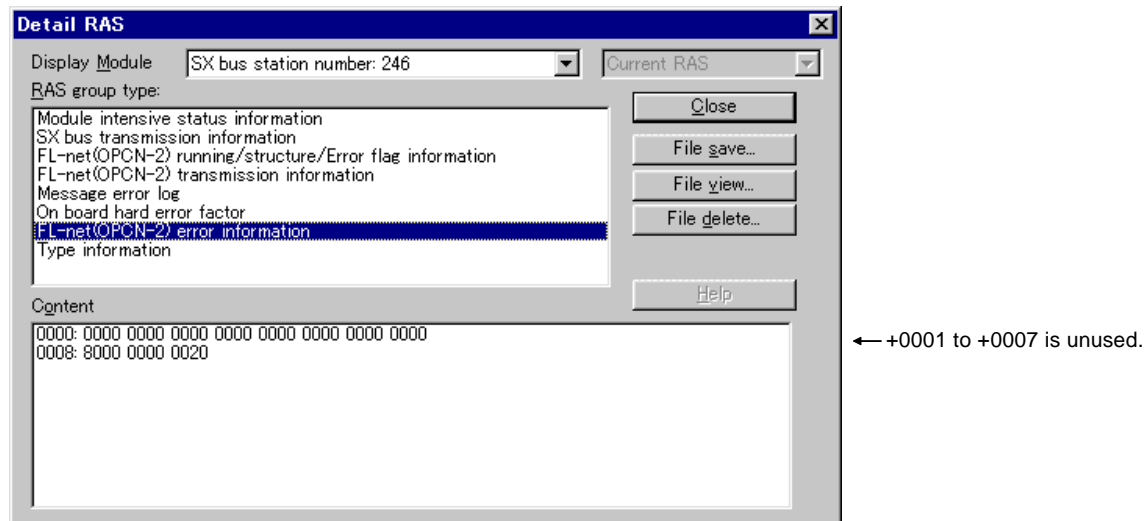 Detail RAS
Display Module SX bus station number: 246 Current RAS
RAS group type:
Close
Module intensive status information
SX bus transmission information
FL-net(OPCN-2) running/structure/Error flag information
FL-net(OPCN-2) transmission information
Message error log
On board hard error factor
FL-net(OPCN-2) error information
Type information
File save...
File view...
File delete...
Help
Content
0000: 0000 0000 0000 0000 0000 0000 0000 0000
0008: 8000 0000 0020
+0001 to +0007 is unused.